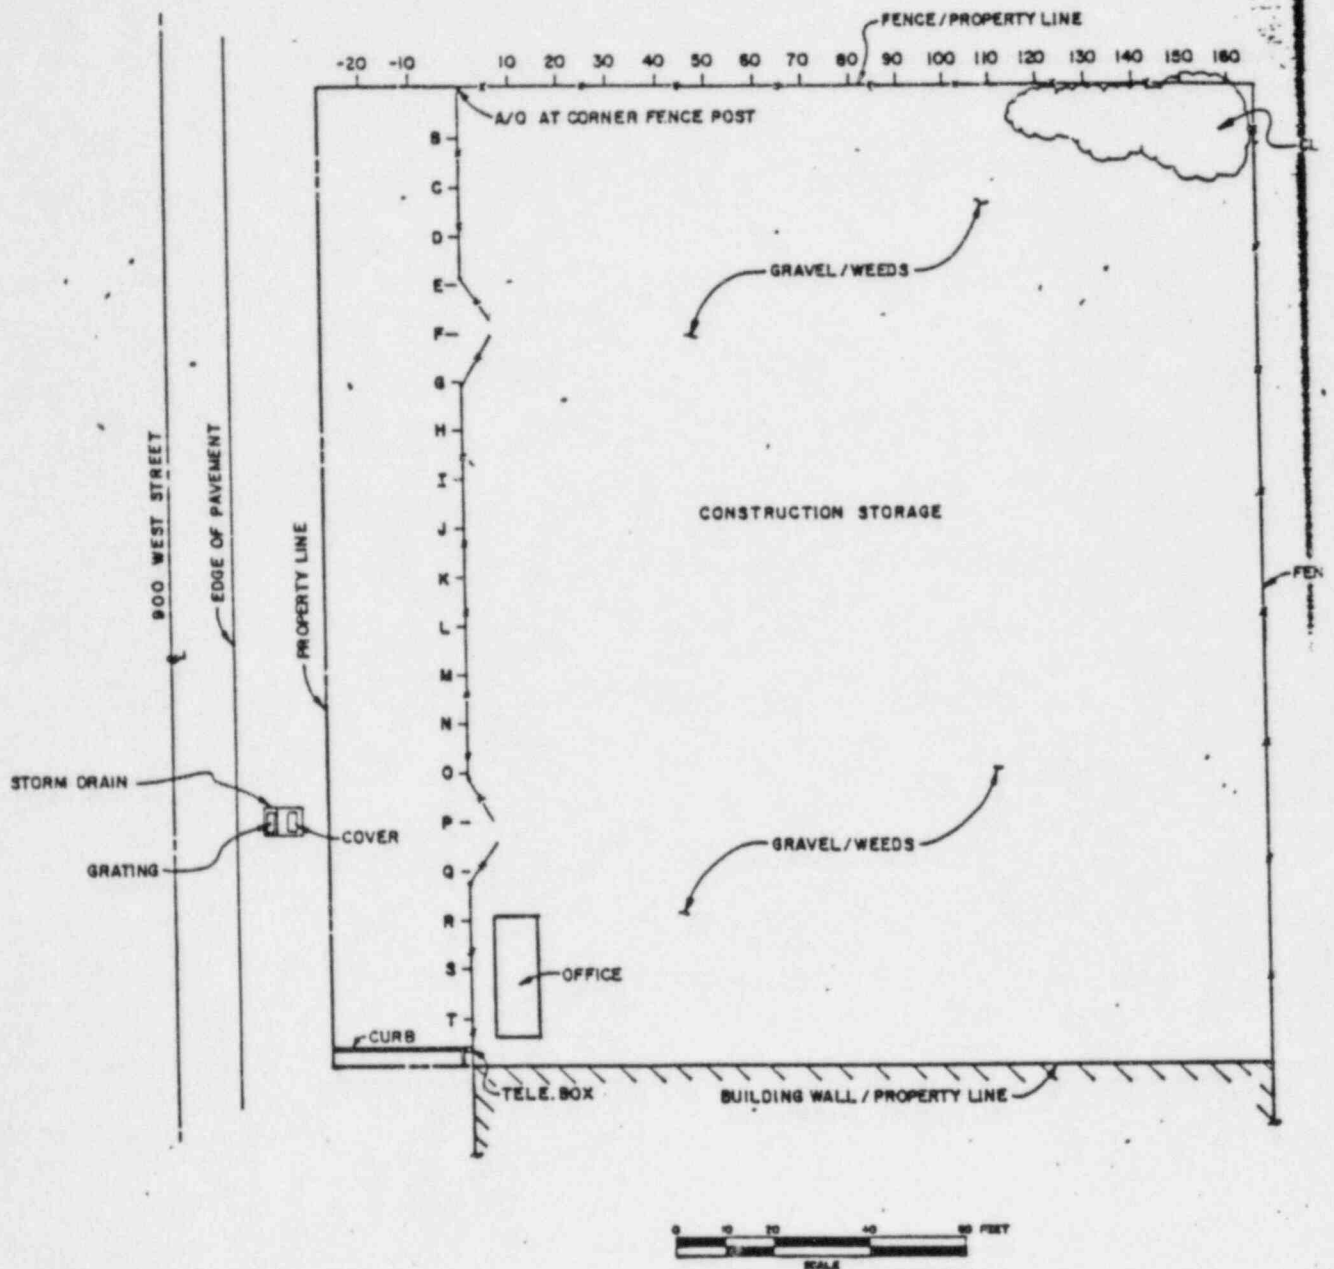 FENCE/PROPERTY LINE
-20 -10 10 20 30 40 50 60 70 80 90 100 110 120 130 140 150 160
A/0 AT CORNER FENCE POST
B
C
D
E
GRAVEL/WEEDS
F
G
H
I
CONSTRUCTION STORAGE
J
K
L
M
N
O
P
Q
R
S
T
900 WEST STREET
EDGE OF PAVEMENT
PROPERTY LINE
FEN
STORM DRAIN
COVER
GRATING
GRAVEL/WEEDS
OFFICE
CURB
TELE. BOX
BUILDING WALL / PROPERTY LINE
0 10 20 40 60 FEET
SCALE